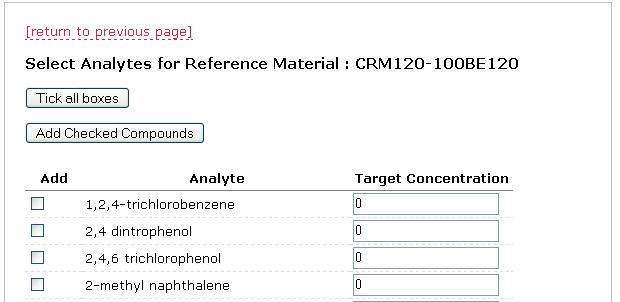 [return to previous page]
Select Analytes for Reference Material : CRM120-100BE120
Tick all boxes
Add Checked Compounds
Add Analyte Target Concentration
1,2,4-trichlorobenzene 0
2,4 dintrophenol 0
2,4,6 trichlorophenol 0
2-methyl naphthalene 0